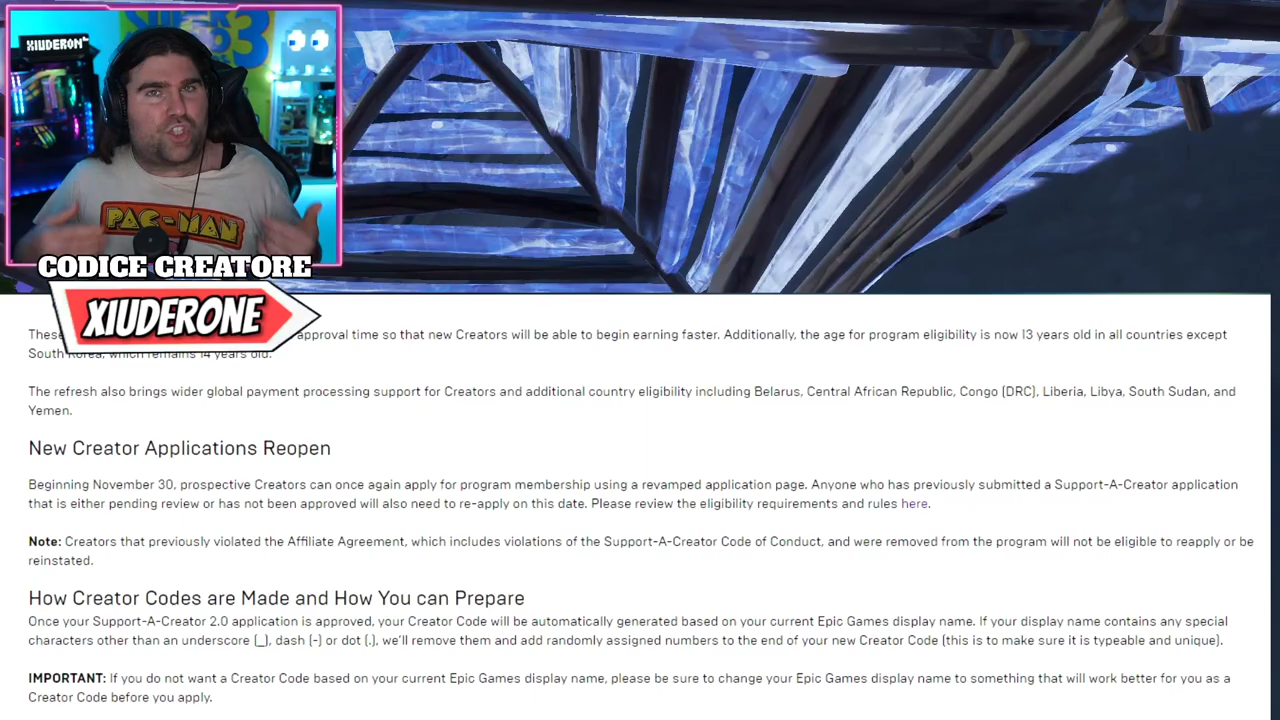 XIUDERONE
PAC-MAN
CODICE CREATORE
XIUDERONE
These approval time so that new Creators will be able to begin earning faster. Additionally, the age for program eligibility is now 13 years old in all countries except
South Korea, which remains 14 years old.
The refresh also brings wider global payment processing support for Creators and additional country eligibility including Belarus, Central African Republic, Congo (DRC), Liberia, Libya, South Sudan, and
Yemen.
New Creator Applications Reopen
Beginning November 30, prospective Creators can once again apply for program membership using a revamped application page. Anyone who has previously submitted a Support-A-Creator application
that is either pending review or has not been approved will also need to re-apply on this date. Please review the eligibility requirements and rules here.
Note: Creators that previously violated the Affiliate Agreement, which includes violations of the Support-A-Creator Code of Conduct, and were removed from the program will not be eligible to reapply or be
reinstated.
How Creator Codes are Made and How You can Prepare
Once your Support-A-Creator 2.0 application is approved, your Creator Code will be automatically generated based on your current Epic Games display name. If your display name contains any special
characters other than an underscore (_), dash (-) or dot (.), we'll remove them and add randomly assigned numbers to the end of your new Creator Code (this is to make sure it is typeable and unique).
IMPORTANT: If you do not want a Creator Code based on your current Epic Games display name, please be sure to change your Epic Games display name to something that will work better for you as a
Creator Code before you apply.